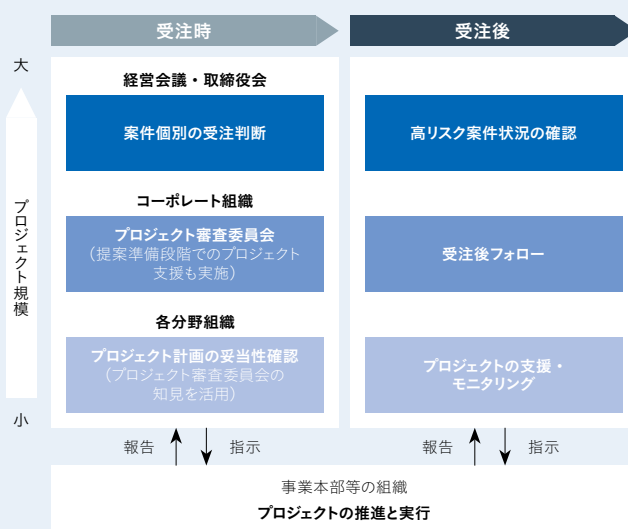 受注時
受注後
大
プロジェクト規模
小
経営会議・取締役会
案件個別の受注判断
高リスク案件状況の確認
コーポレート組織
プロジェクト審査委員会
(提案準備段階でのプロジェクト
支援も実施)
受注後フォロー
各分野組織
プロジェクト計画の妥当性確認
(プロジェクト審査委員会の
知見を活用)
プロジェクトの支援・
モニタリング
報告
指示
報告
指示
事業本部等の組織
プロジェクトの推進と実行